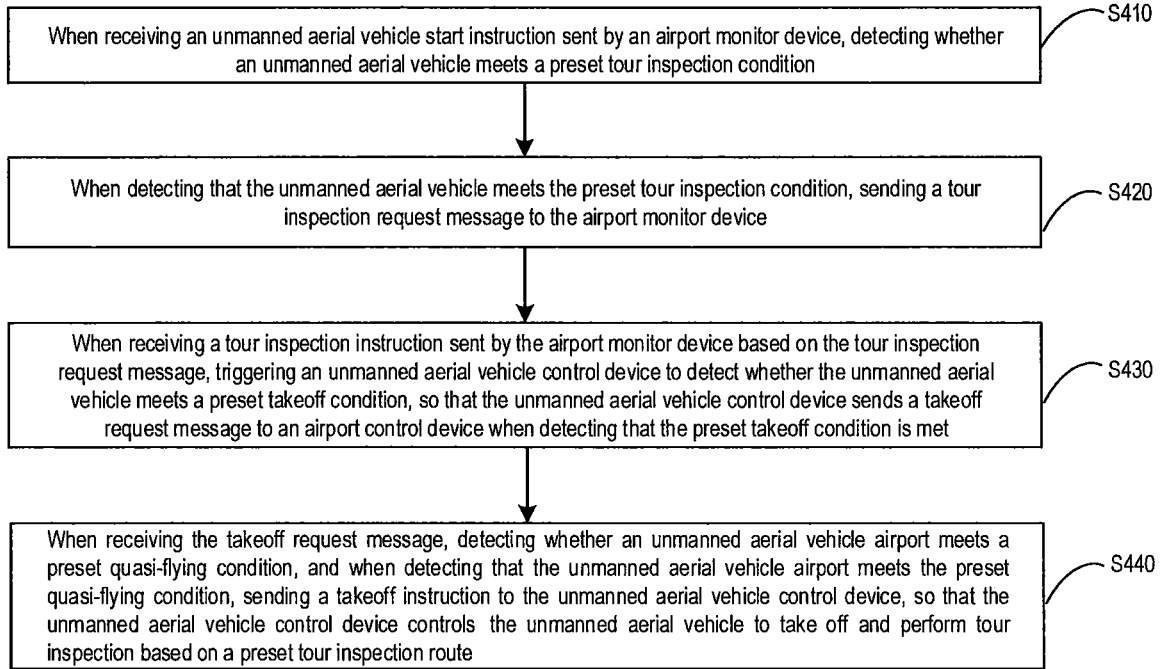 When receiving an unmanned aerial vehicle start instruction sent by an airport monitor device, detecting whether
an unmanned aerial vehicle meets a preset tour inspection condition
S410
When detecting that the unmanned aerial vehicle meets the preset tour inspection condition, sending a tour
inspection request message to the airport monitor device
S420
When receiving a tour inspection instruction sent by the airport monitor device based on the tour inspection
request message, triggering an unmanned aerial vehicle control device to detect whether the unmanned aerial
vehicle meets a preset takeoff condition, so that the unmanned aerial vehicle control device sends a takeoff
request message to an airport control device when detecting that the preset takeoff condition is met
S430
When receiving the takeoff request message, detecting whether an unmanned aerial vehicle airport meets a
preset quasi-flying condition, and when detecting that the unmanned aerial vehicle airport meets the preset
quasi-flying condition, sending a takeoff instruction to the unmanned aerial vehicle control device, so that the
unmanned aerial vehicle control device controls the unmanned aerial vehicle to take off and perform tour
inspection based on a preset tour inspection route
S440